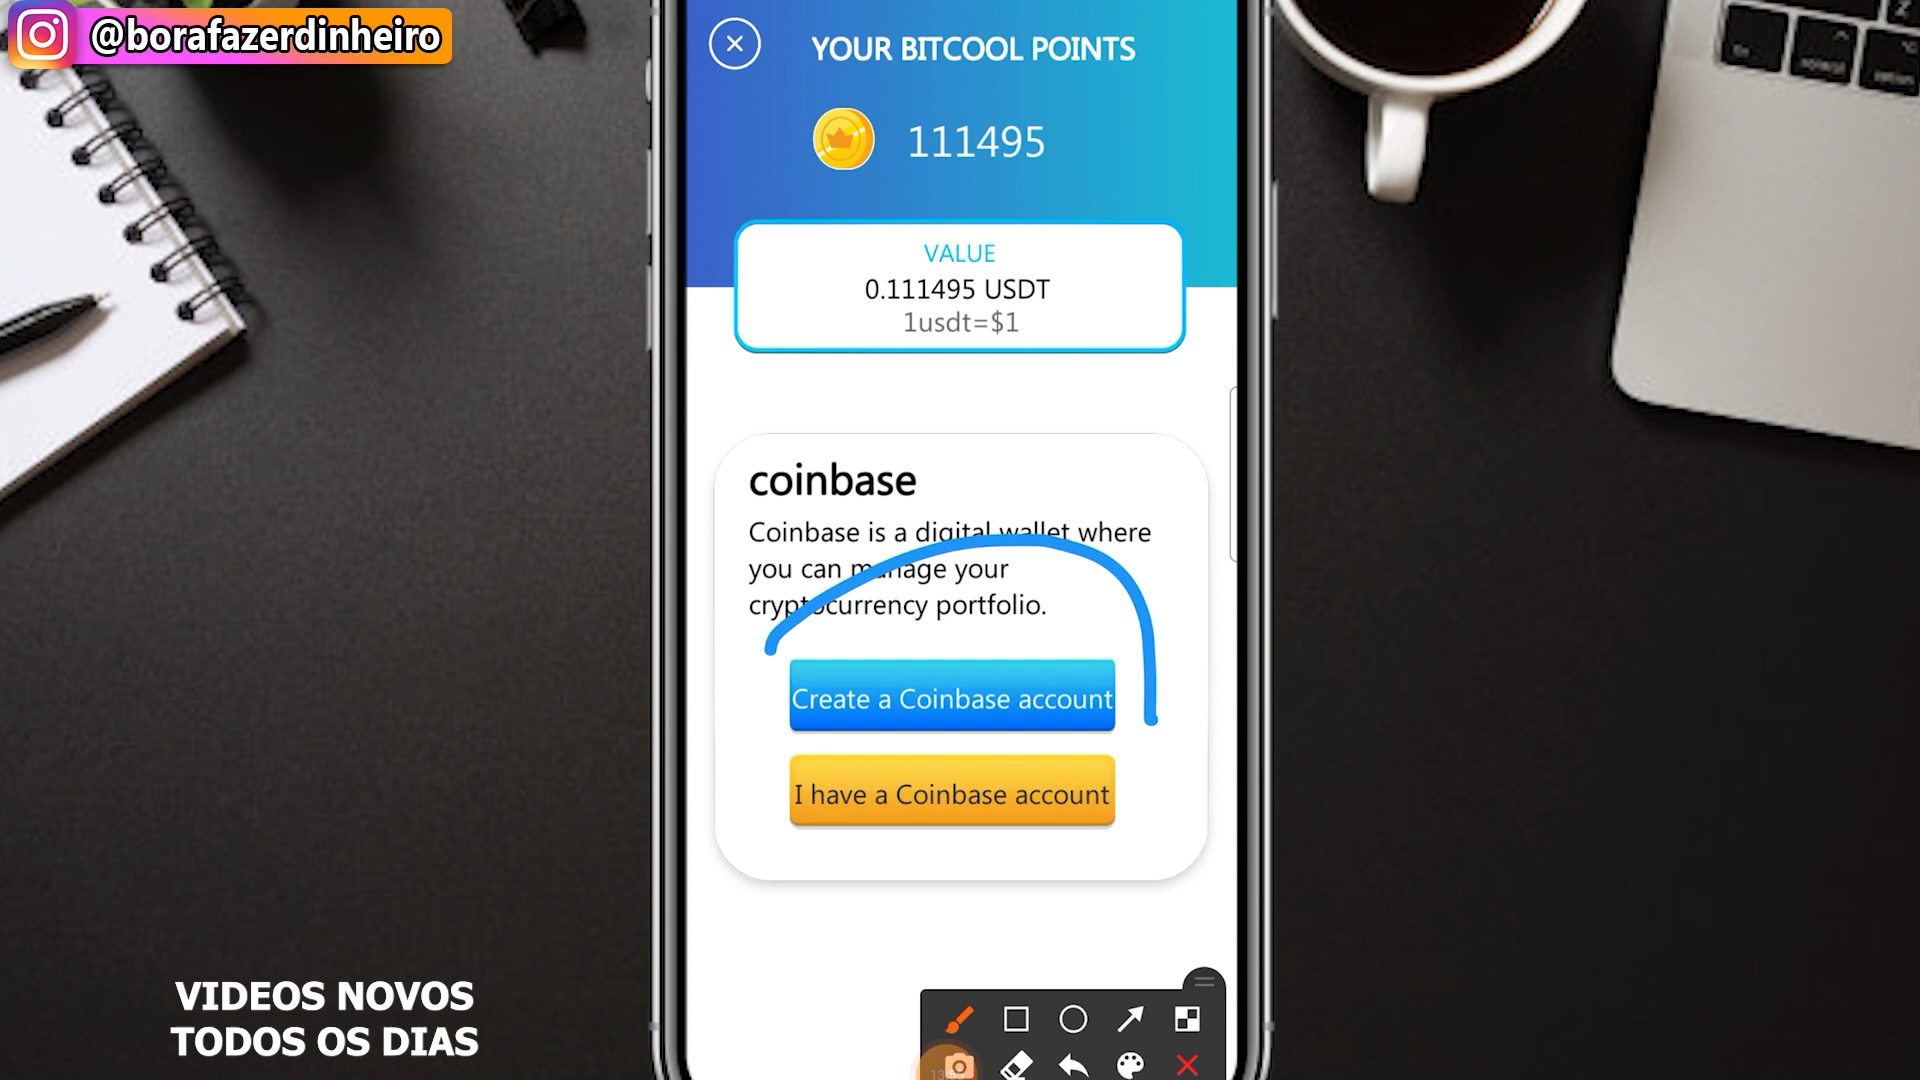 @borafazerdinheiro
YOUR BITCOOL POINTS
111495
VALUE
0.111495 USDT
1usdt=$1
coinbase
Coinbase is a digital wallet where
you can manage your
cryptocurrency portfolio.
Create a Coinbase account
I have a Coinbase account
VIDEOS NOVOS
TODOS OS DIAS